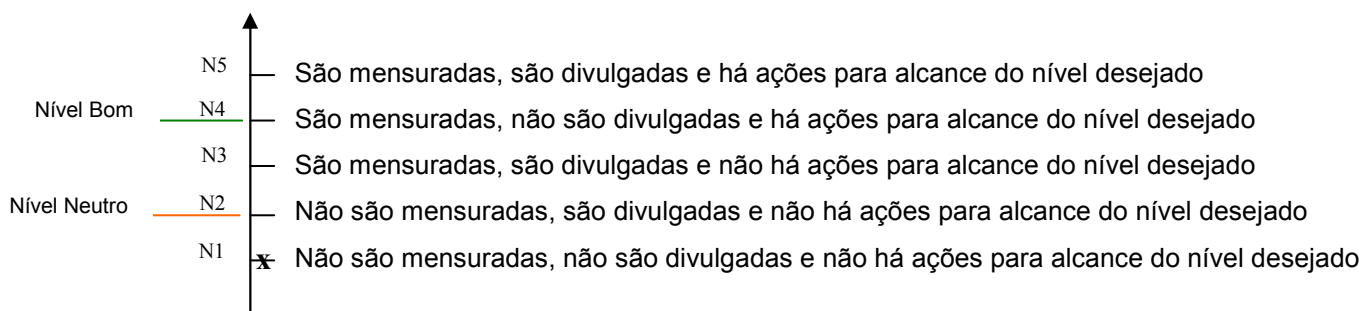 N5 São mensuradas, são divulgadas e há ações para alcance do nível desejado
Nível Bom N4 São mensuradas, não são divulgadas e há ações para alcance do nível desejado
N3 São mensuradas, são divulgadas e não há ações para alcance do nível desejado
Nível Neutro N2 Não são mensuradas, são divulgadas e não há ações para alcance do nível desejado
N1 x Não são mensuradas, não são divulgadas e não há ações para alcance do nível desejado